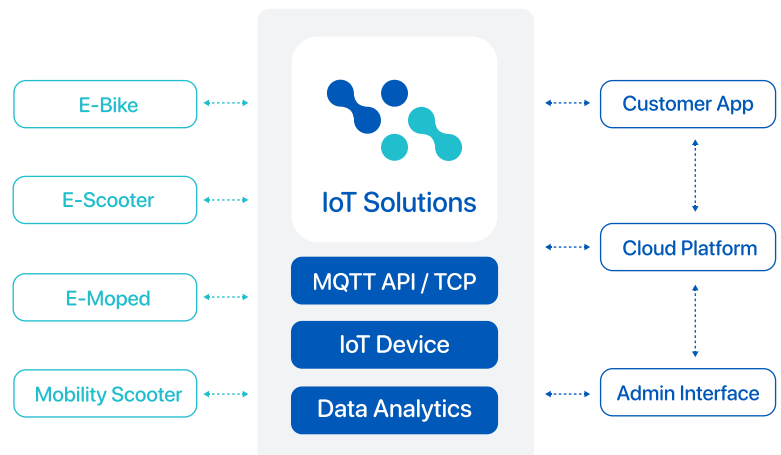 E-Bike
E-Scooter
E-Moped
Mobility Scooter
IoT Solutions
MQTT API / TCP
IoT Device
Data Analytics
Customer App
Cloud Platform
Admin Interface